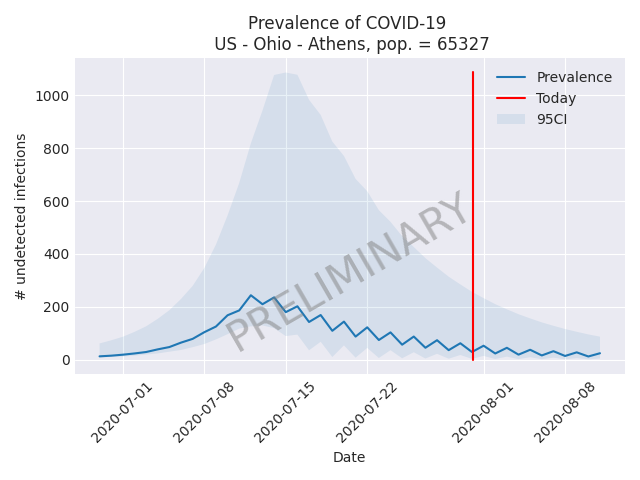 Prevalence of COVID-19
US - Ohio - Athens, pop. = 65327
Prevalence
Today
95CI
# undetected infections
1000
800
600
400
200
0
PRELIMINARY
2020-07-01
2020-07-08
2020-07-15
2020-07-22
2020-08-01
2020-08-08
Date